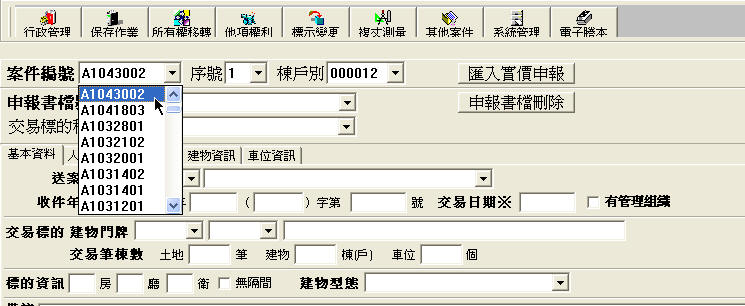 行政管理 保存作業 所有權移轉 他項權利 標示變更 複丈測量 其他案件 系統管理 電子謄本
案件編號 A1043002 序號 1 棟戶別 000012 匯入實價申報
申報書檔 申報書檔刪除
交易標的
A1043002
A1041803
A1032801
A1032102
A1032001
A1031402
A1031401
A1031201
基本資料 人 建物資訊 車位資訊
送案
收件年 年 ( ) 字第 號 交易日期※ 有管理組織
交易標的 建物門牌
交易筆棟數 土地 筆 建物 棟(戶) 車位 個
標的資訊 房 廳 衛 無隔間 建物型態